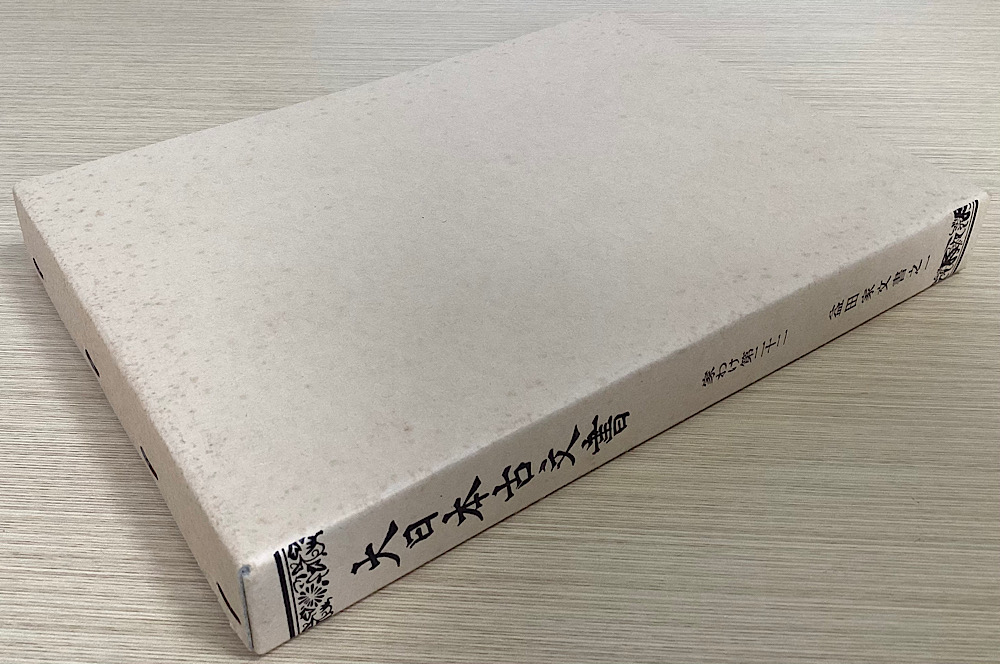 大日本古文書
家わけ第二十二
益田家文書之一